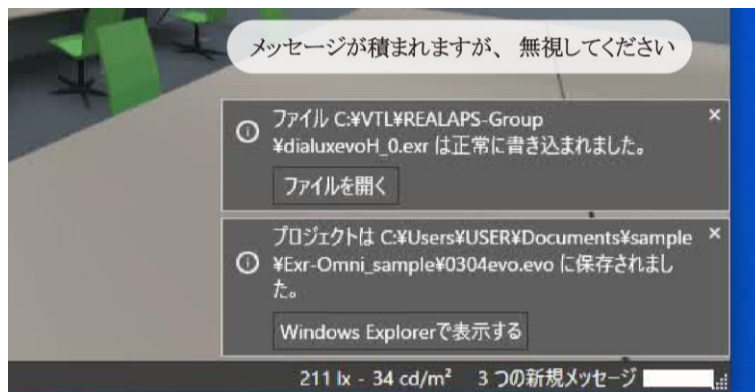 メッセージが積まれますが、無視してください
ファイル C:¥VTL¥REALAPS-Group
¥dialuxevoH_0.exr は正常に書き込まれました。
ファイルを開く
プロジェクトは C:¥Users¥USER¥Documents¥sample
¥Exr-Omni_sample¥0304evo.evo に保存されまし
た。
Windows Explorerで表示する
211 lx - 34 cd/m² 3 つの新規メッセージ